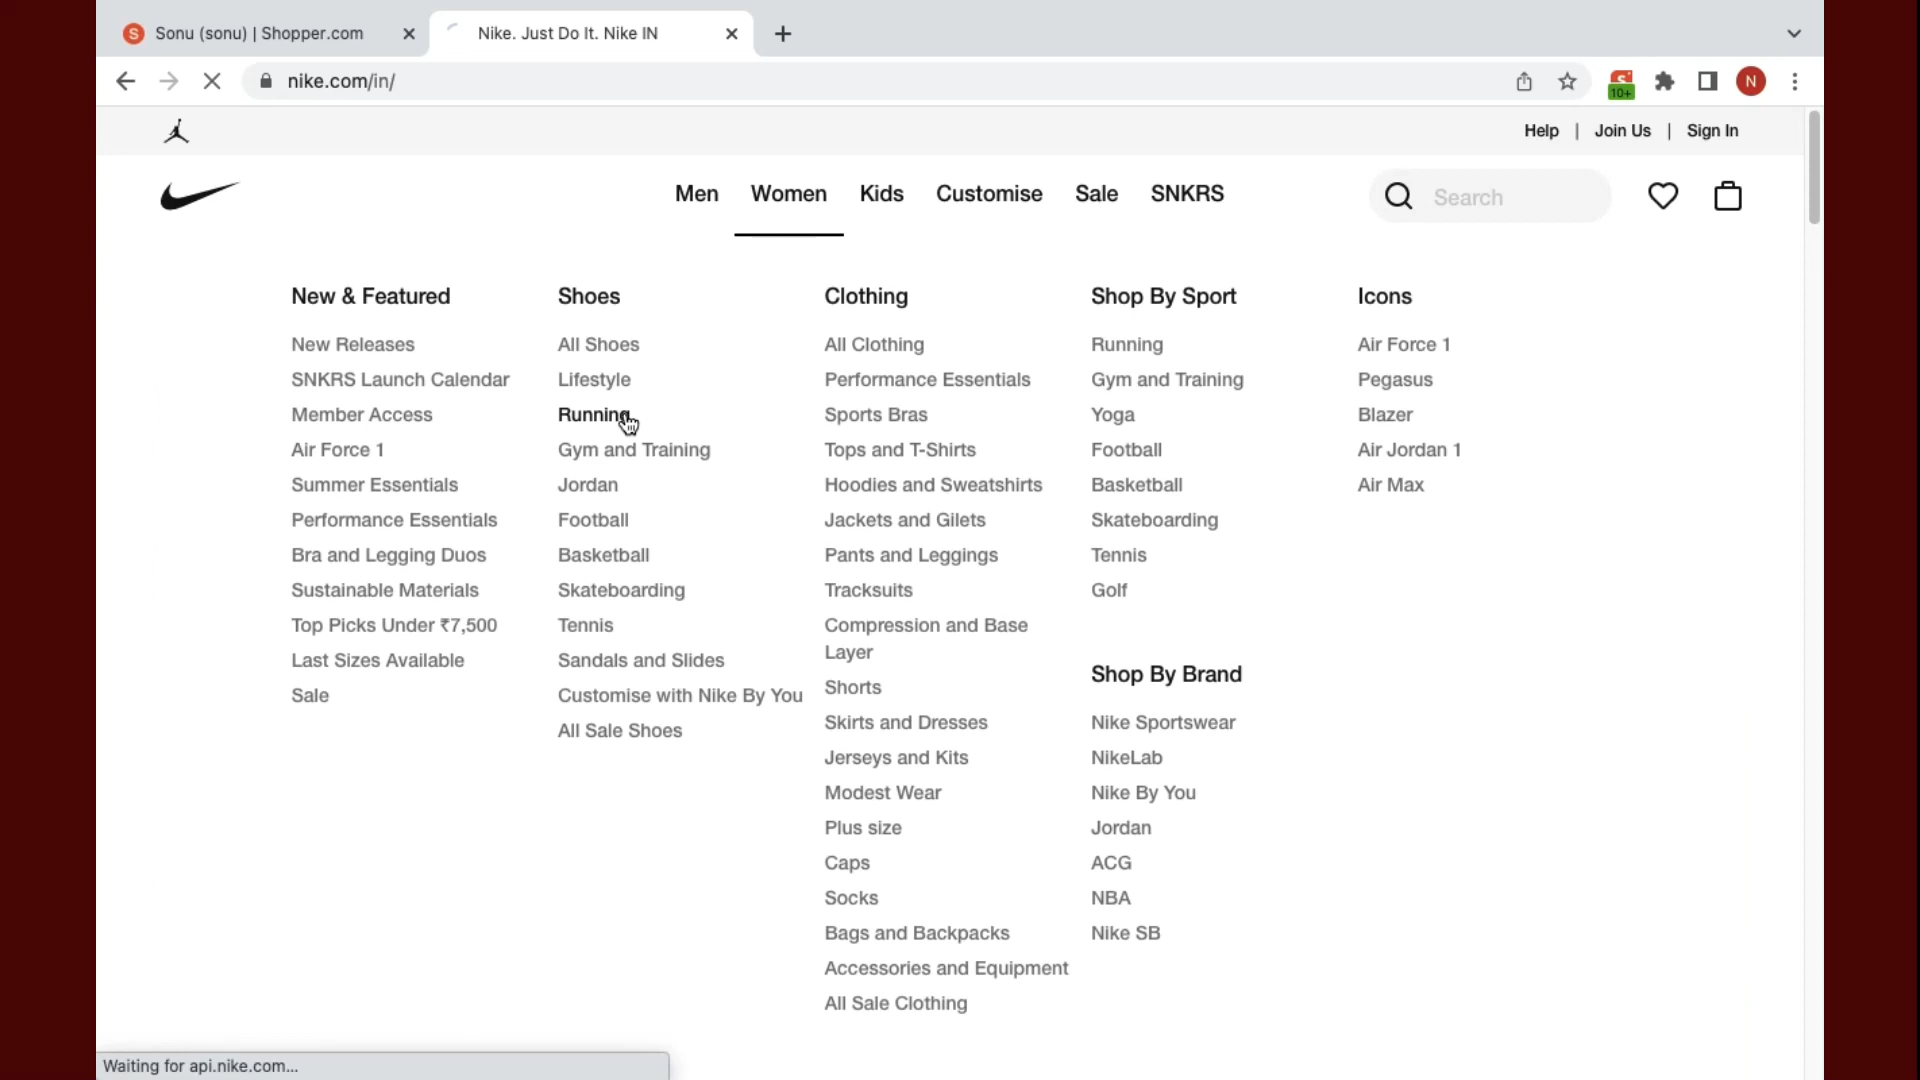 Sonu (sonu) | Shopper.com
Nike. Just Do It. Nike IN
nike.com/in/
10+
N
Help | Join Us | Sign In
Men Women Kids Customise Sale SNKRS
Search
New & Featured
New Releases
SNKRS Launch Calendar
Member Access
Air Force 1
Summer Essentials
Performance Essentials
Bra and Legging Duos
Sustainable Materials
Top Picks Under ₹7,500
Last Sizes Available
Sale
Shoes
All Shoes
Lifestyle
Running
Gym and Training
Jordan
Football
Basketball
Skateboarding
Tennis
Sandals and Slides
Customise with Nike By You
All Sale Shoes
Clothing
All Clothing
Performance Essentials
Sports Bras
Tops and T-Shirts
Hoodies and Sweatshirts
Jackets and Gilets
Pants and Leggings
Tracksuits
Compression and Base
Layer
Shorts
Skirts and Dresses
Jerseys and Kits
Modest Wear
Plus size
Caps
Socks
Bags and Backpacks
Accessories and Equipment
All Sale Clothing
Shop By Sport
Running
Gym and Training
Yoga
Football
Basketball
Skateboarding
Tennis
Golf
Shop By Brand
Nike Sportswear
NikeLab
Nike By You
Jordan
ACG
NBA
Nike SB
Icons
Air Force 1
Pegasus
Blazer
Air Jordan 1
Air Max
Waiting for api.nike.com...